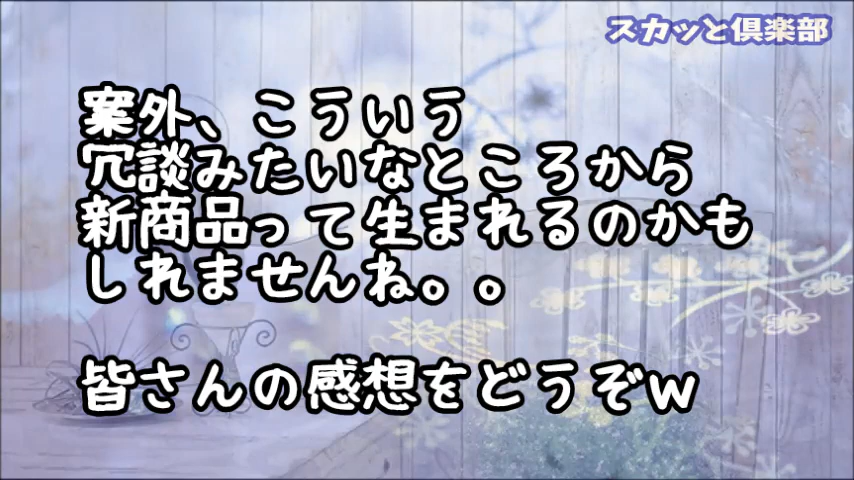 スカッと倶楽部
案外、こういう
冗談みたいなところから
新商品って生まれるのかも
しれませんね。。
皆さんの感想をどうぞw